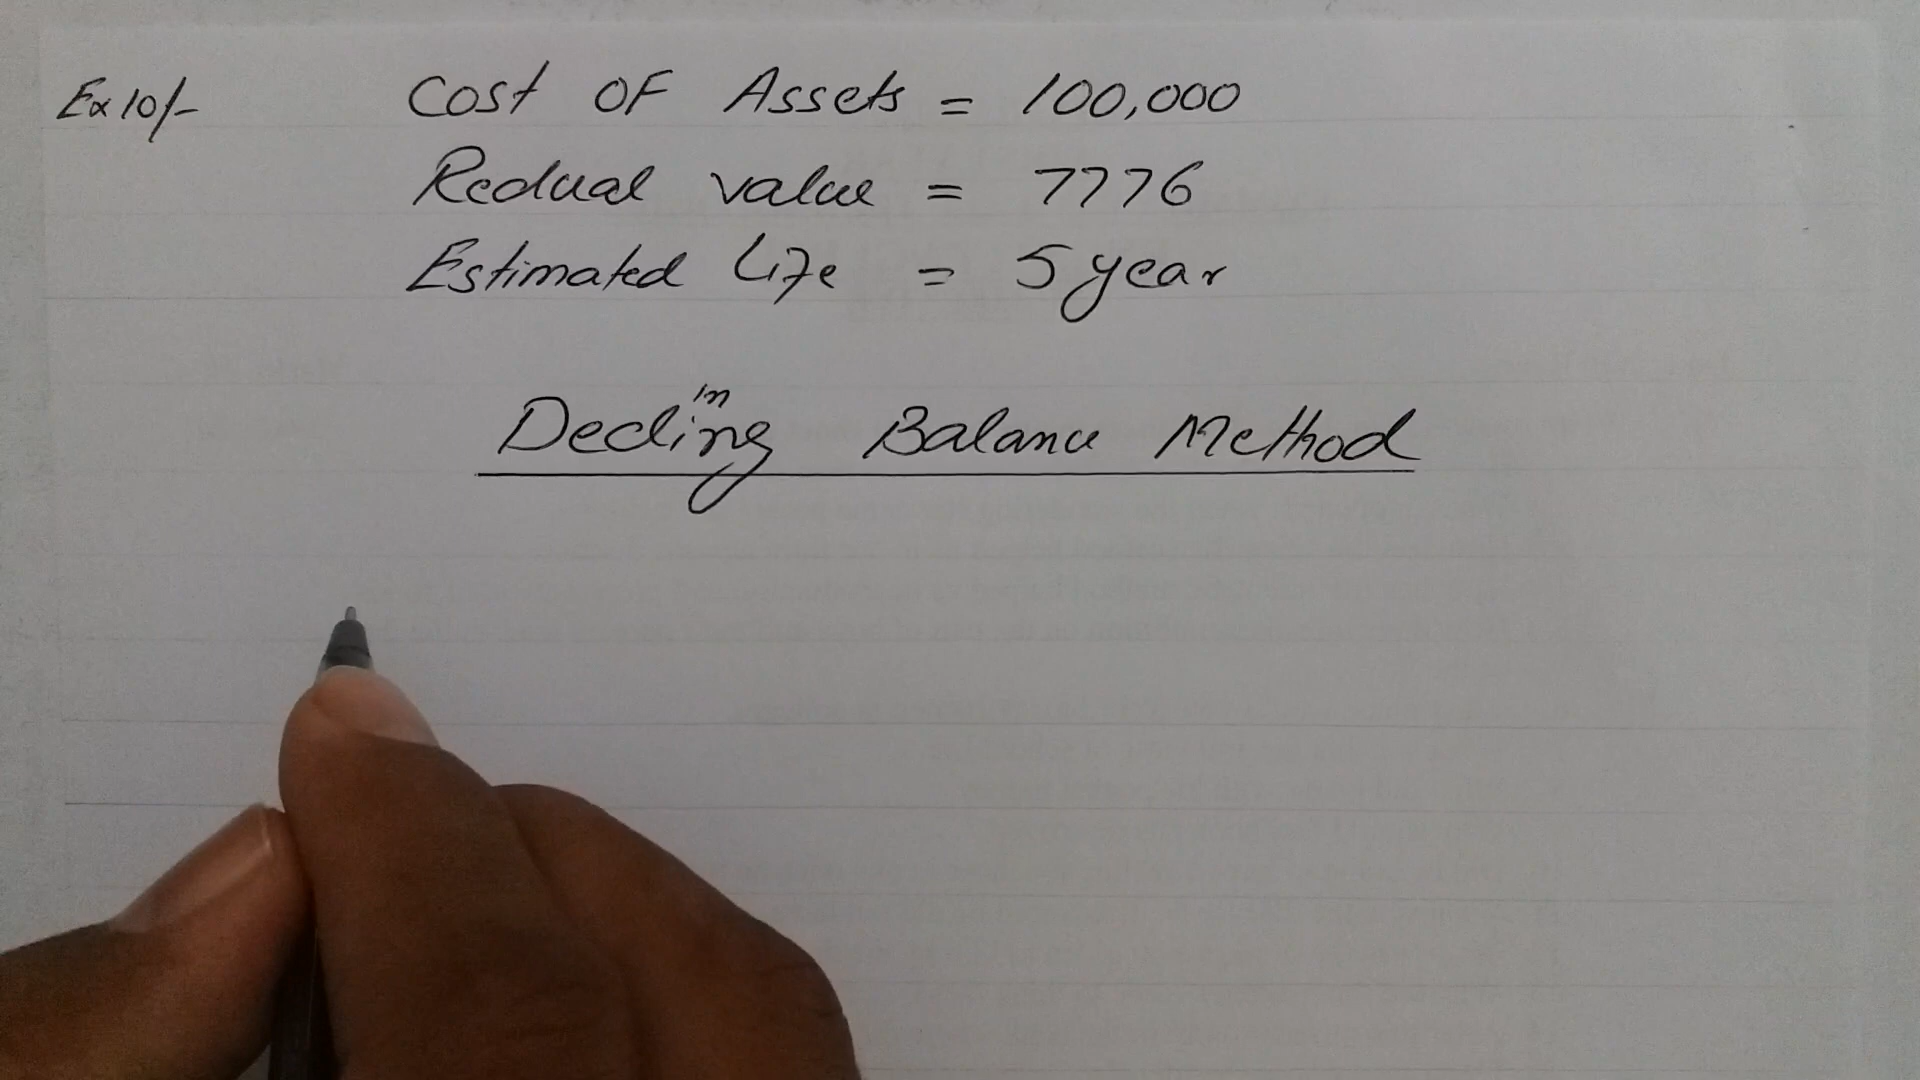 Ex 10/-
Cost OF Assets = 100,000
Redual value = 7776
Estimated Life = 5 year
in
Decling Balance Method